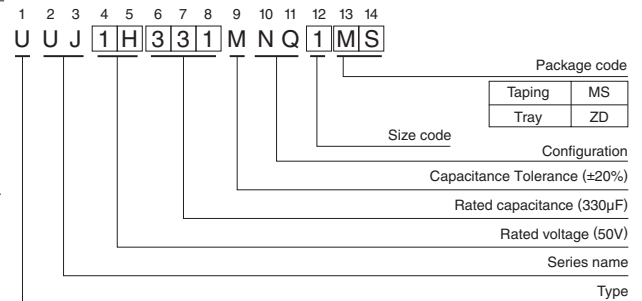 1 2 3 4 5 6 7 8 9 10 11 12 13 14
U U J 1 H 3 3 1 M N Q 1 M S
Package code
Taping MS
Tray ZD
Size code
Configuration
Capacitance Tolerance (±20%)
Rated capacitance (330µF)
Rated voltage (50V)
Series name
Type